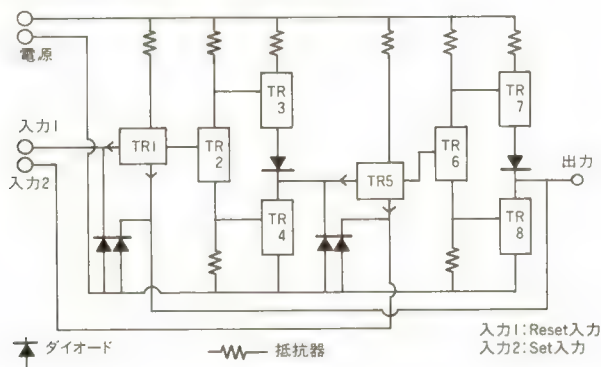 電源
入力1
入力2
TR1
TR
2
TR
3
TR
4
TR5
TR
6
TR
7
TR
8
出力
ダイオード
抵抗器
入力1:Reset入力
入力2:Set入力